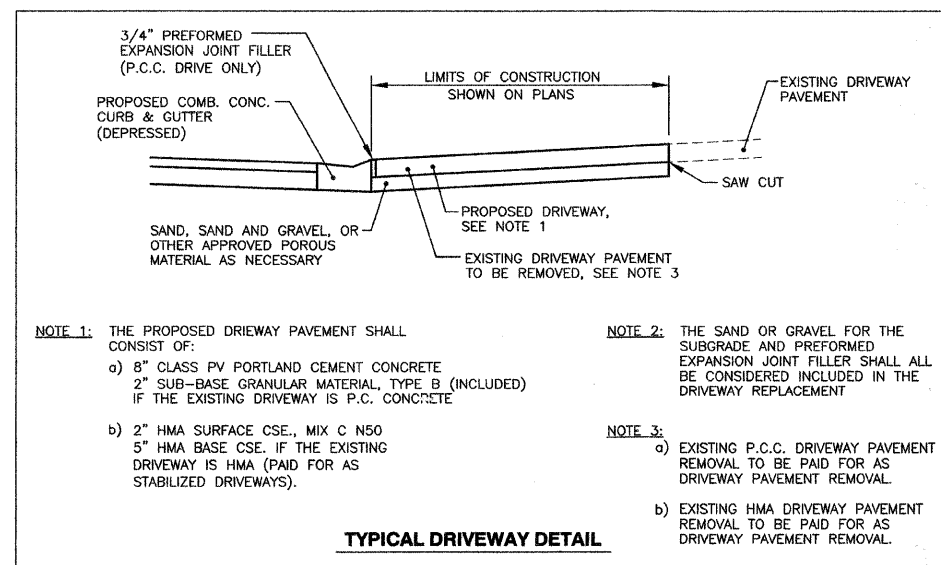 3/4" PREFORMED
EXPANSION JOINT FILLER
(P.C.C. DRIVE ONLY)
LIMITS OF CONSTRUCTION
SHOWN ON PLANS
EXISTING DRIVEWAY
PAVEMENT
PROPOSED COMB. CONC.
CURB & GUTTER
(DEPRESSED)
SAW CUT
SAND, SAND AND GRAVEL, OR
OTHER APPROVED POROUS
MATERIAL AS NECESSARY
PROPOSED DRIVEWAY,
SEE NOTE 1
EXISTING DRIVEWAY PAVEMENT
TO BE REMOVED, SEE NOTE 3
NOTE 1: THE PROPOSED DRIEWAY PAVEMENT SHALL
CONSIST OF:
a) 8" CLASS PV PORTLAND CEMENT CONCRETE
2" SUB-BASE GRANULAR MATERIAL, TYPE B (INCLUDED)
IF THE EXISTING DRIVEWAY IS P.C. CONCRETE
b) 2" HMA SURFACE CSE., MIX C N50
5" HMA BASE CSE. IF THE EXISTING
DRIVEWAY IS HMA (PAID FOR AS
STABILIZED DRIVEWAYS).
NOTE 2: THE SAND OR GRAVEL FOR THE
SUBGRADE AND PREFORMED
EXPANSION JOINT FILLER SHALL ALL
BE CONSIDERED INCLUDED IN THE
DRIVEWAY REPLACEMENT
NOTE 3:
a) EXISTING P.C.C. DRIVEWAY PAVEMENT
REMOVAL TO BE PAID FOR AS
DRIVEWAY PAVEMENT REMOVAL.
b) EXISTING HMA DRIVEWAY PAVEMENT
REMOVAL TO BE PAID FOR AS
DRIVEWAY PAVEMENT REMOVAL.
TYPICAL DRIVEWAY DETAIL